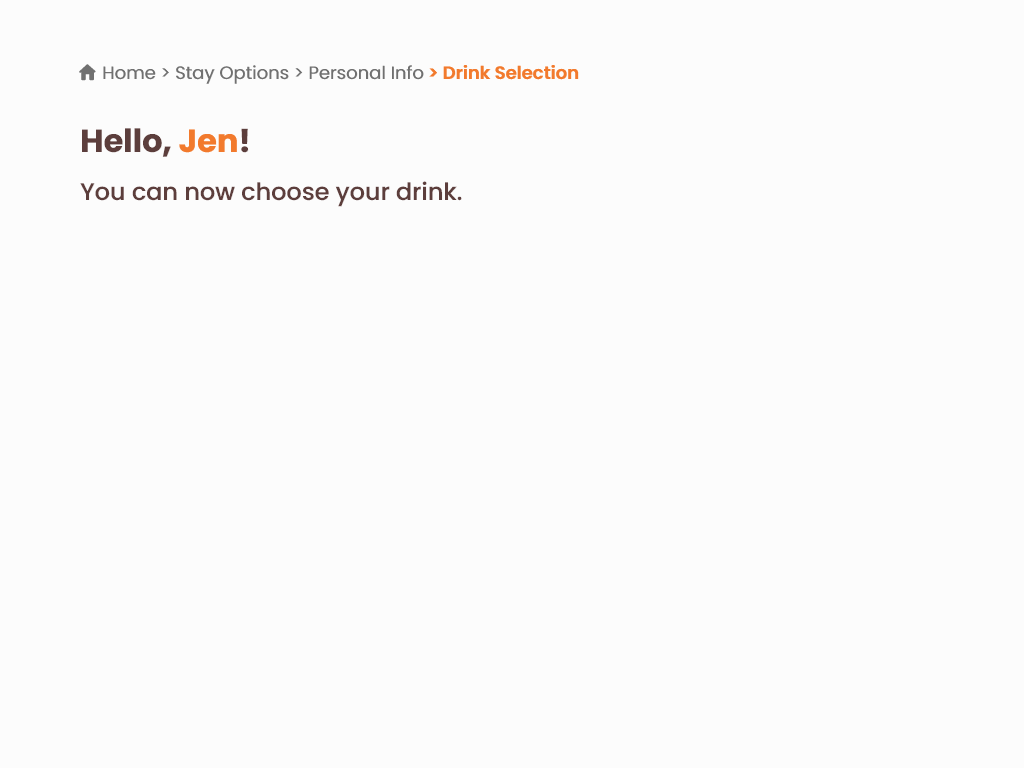 Home > Stay Options > Personal Info > Drink Selection
Hello, Jen!
You can now choose your drink.